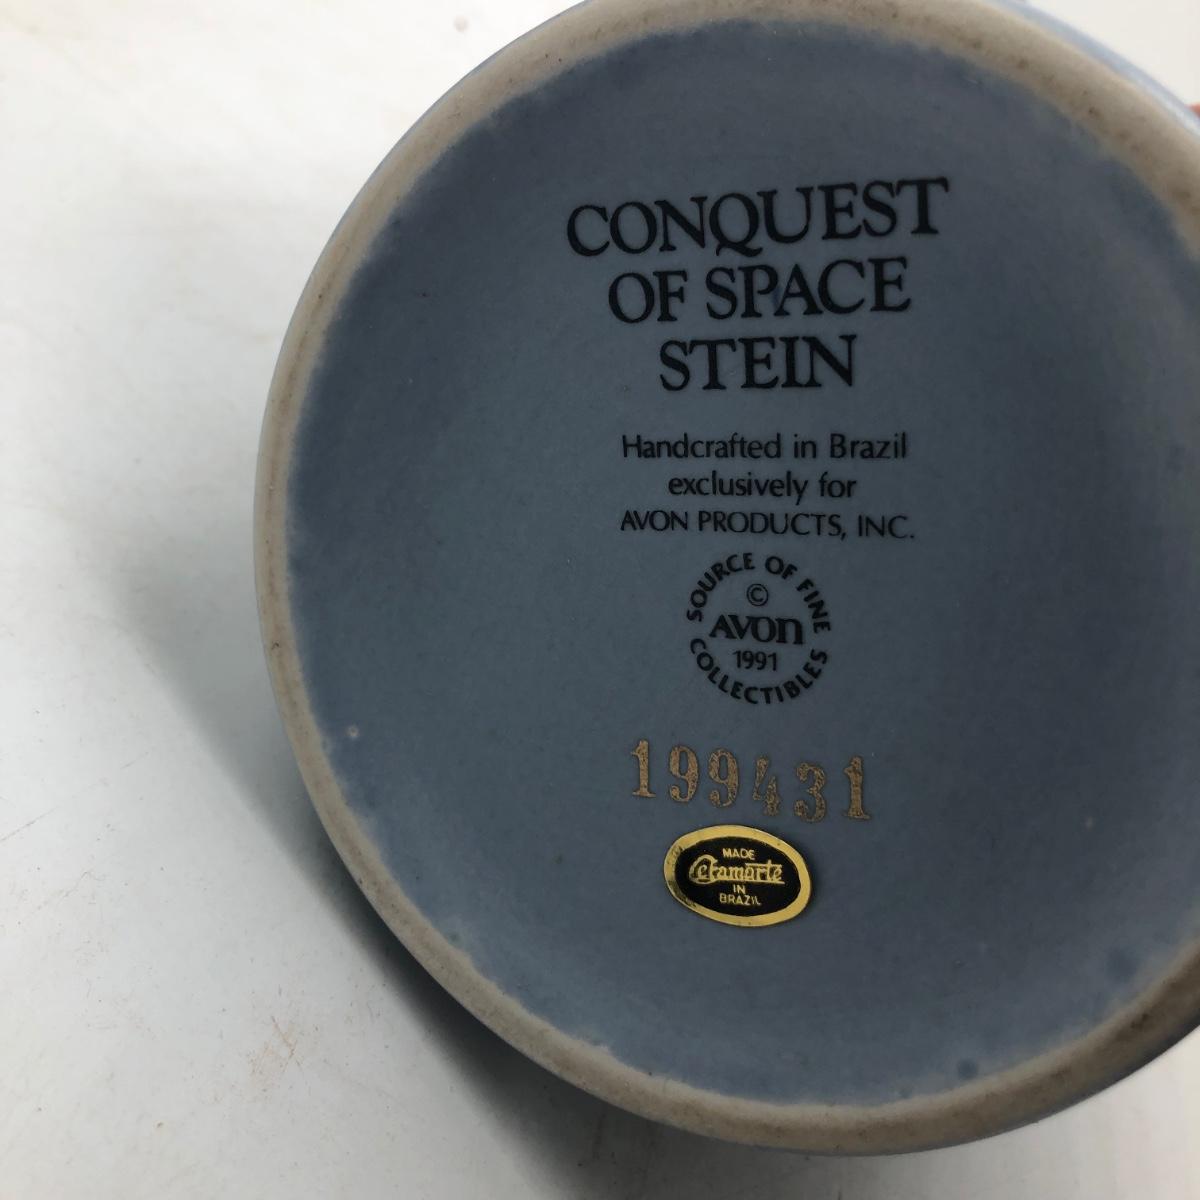 CONQUEST
OF SPACE
STEIN
Handcrafted in Brazil
exclusively for
AVON PRODUCTS, INC.
SOURCE OF FINE
©
AVON
1991
COLLECTIBLES
199431
MADE
Ceramarte
IN
BRAZIL